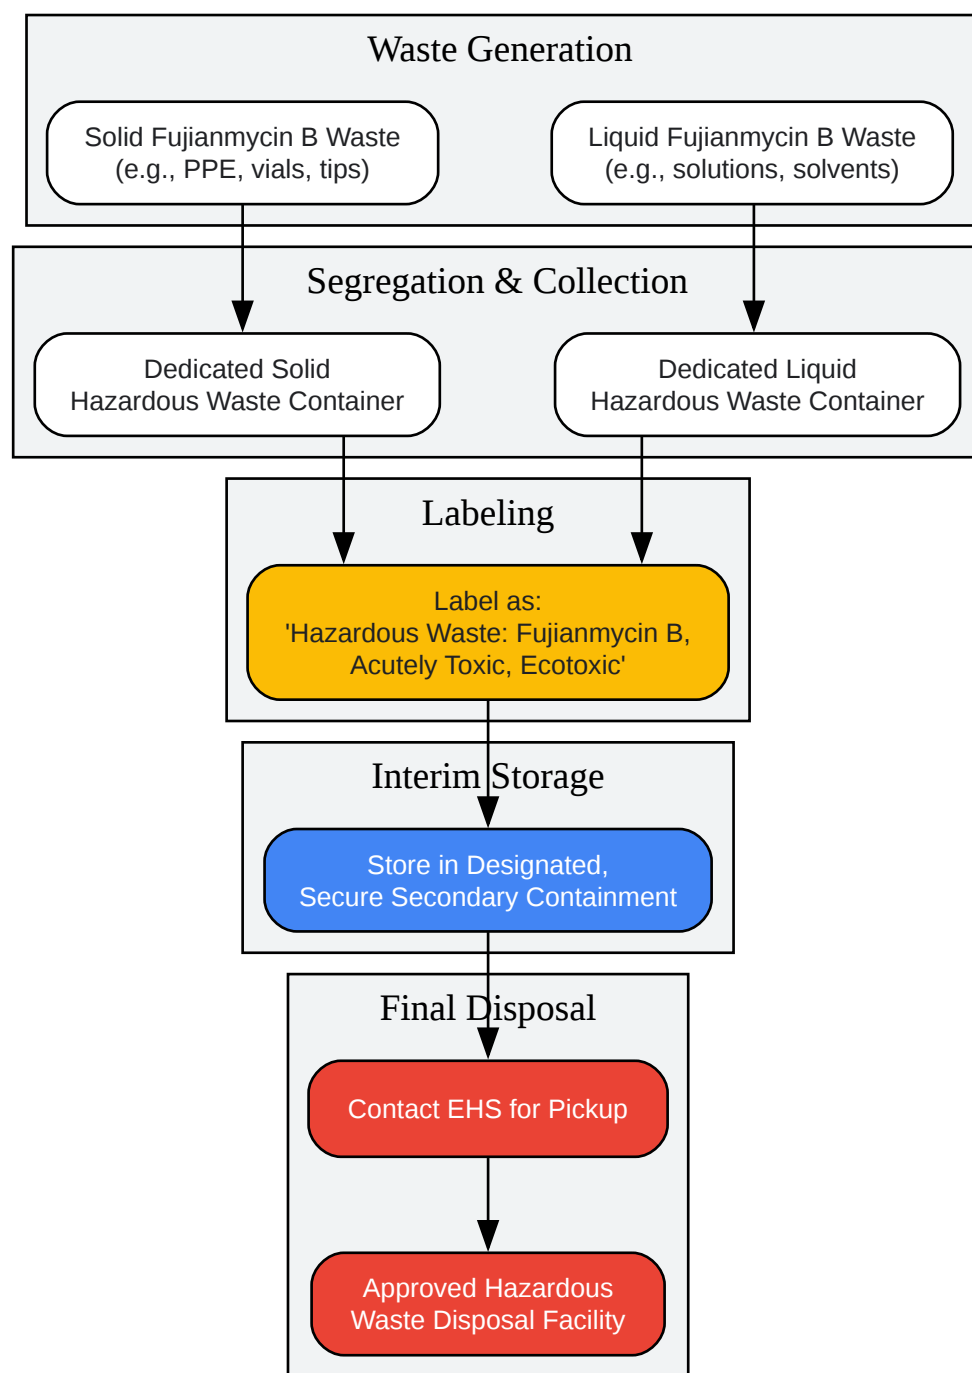 Waste Generation
Solid Fujianmycin B Waste
(e.g., PPE, vials, tips)
Liquid Fujianmycin B Waste
(e.g., solutions, solvents)
Segregation & Collection
Dedicated Solid
Hazardous Waste Container
Dedicated Liquid
Hazardous Waste Container
Labeling
Label as:
'Hazardous Waste: Fujianmycin B,
Acutely Toxic, Ecotoxic'
Interim Storage
Store in Designated,
Secure Secondary Containment
Final Disposal
Contact EHS for Pickup
Approved Hazardous
Waste Disposal Facility